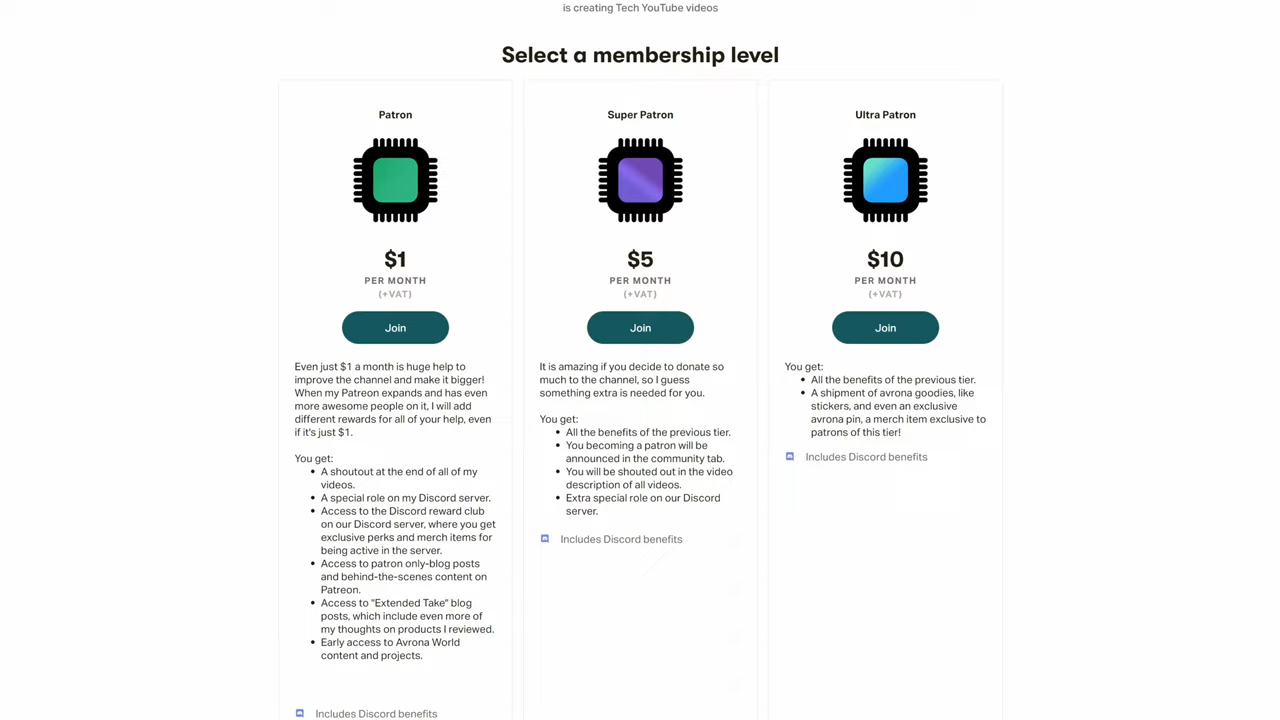 is creating Tech YouTube videos
Select a membership level
Patron
$1
PER MONTH
(+VAT)
Join
Even just $1 a month is huge help to
improve the channel and make it bigger!
When my Patreon expands and has even
more awesome people on it, I will add
different rewards for all of your help, even
if it's just $1.
You get:
• A shoutout at the end of all of my
videos.
• A special role on my Discord server.
• Access to the Discord reward club
on our Discord server, where you get
exclusive perks and merch items for
being active in the server.
• Access to patron only-blog posts
and behind-the-scenes content on
Patreon.
• Access to "Extended Take" blog
posts, which include even more of
my thoughts on products I reviewed.
• Early access to Avrona World
content and projects.
Includes Discord benefits
Super Patron
$5
PER MONTH
(+VAT)
Join
It is amazing if you decide to donate so
much to the channel, so I guess
something extra is needed for you.
You get:
• All the benefits of the previous tier.
• You becoming a patron will be
announced in the community tab.
• You will be shouted out in the video
description of all videos.
• Extra special role on our Discord
server.
Includes Discord benefits
Ultra Patron
$10
PER MONTH
(+VAT)
Join
You get:
• All the benefits of the previous tier.
• A shipment of avrona goodies, like
stickers, and even an exclusive
avrona pin, a merch item exclusive to
patrons of this tier!
Includes Discord benefits